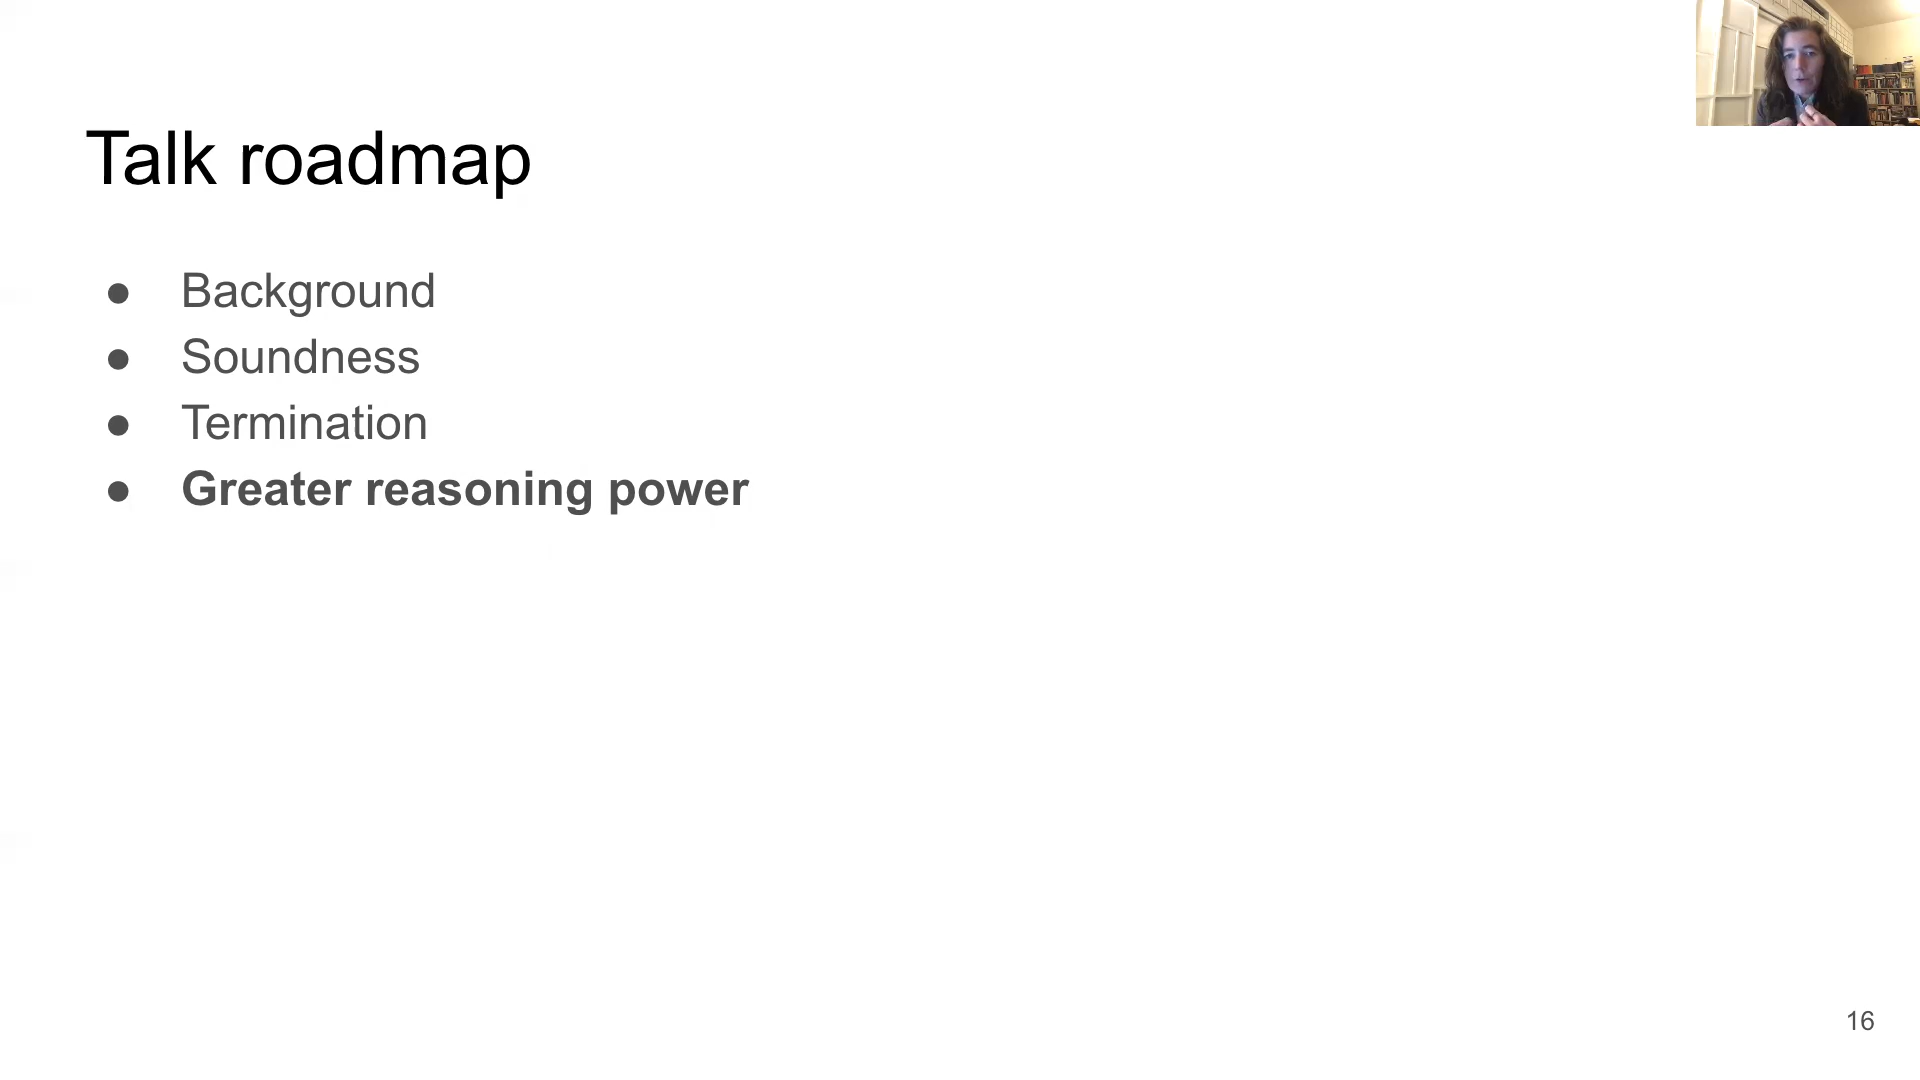 Talk roadmap
● Background
● Soundness
● Termination
● Greater reasoning power
16